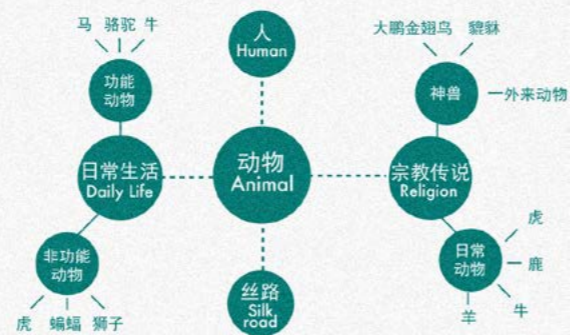 马 骆驼 牛
功能
动物
日常生活
Daily Life
非功能
动物
虎 蝙蝠 狮子
人
Human
动物
Animal
丝路
Silk
road
大鹏金翅鸟 貔貅
神兽
外来动物
宗教传说
Religion
日常
动物
虎
鹿
牛
羊